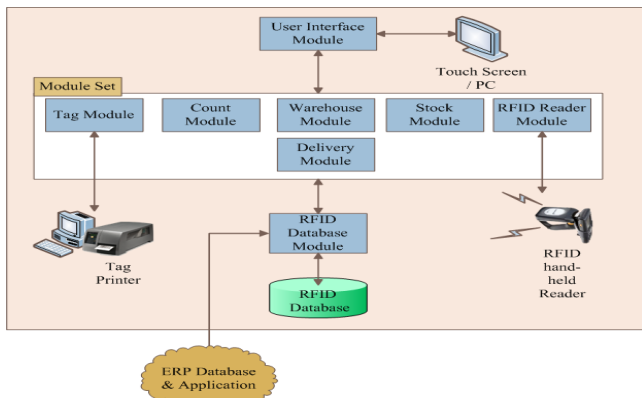 User Interface
Module
Touch Screen
/ PC
Module Set
Tag Module
Count
Module
Warehouse
Module
Stock
Module
RFID Reader
Module
Delivery
Module
Tag
Printer
RFID
Database
Module
RFID
hand-
held
Reader
RFID
Database
ERP Database
& Application